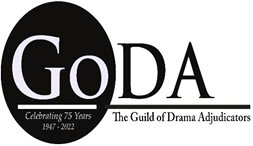 GoDA
Celebrating 75 Years
1947 - 2022
The Guild of Drama Adjudicators